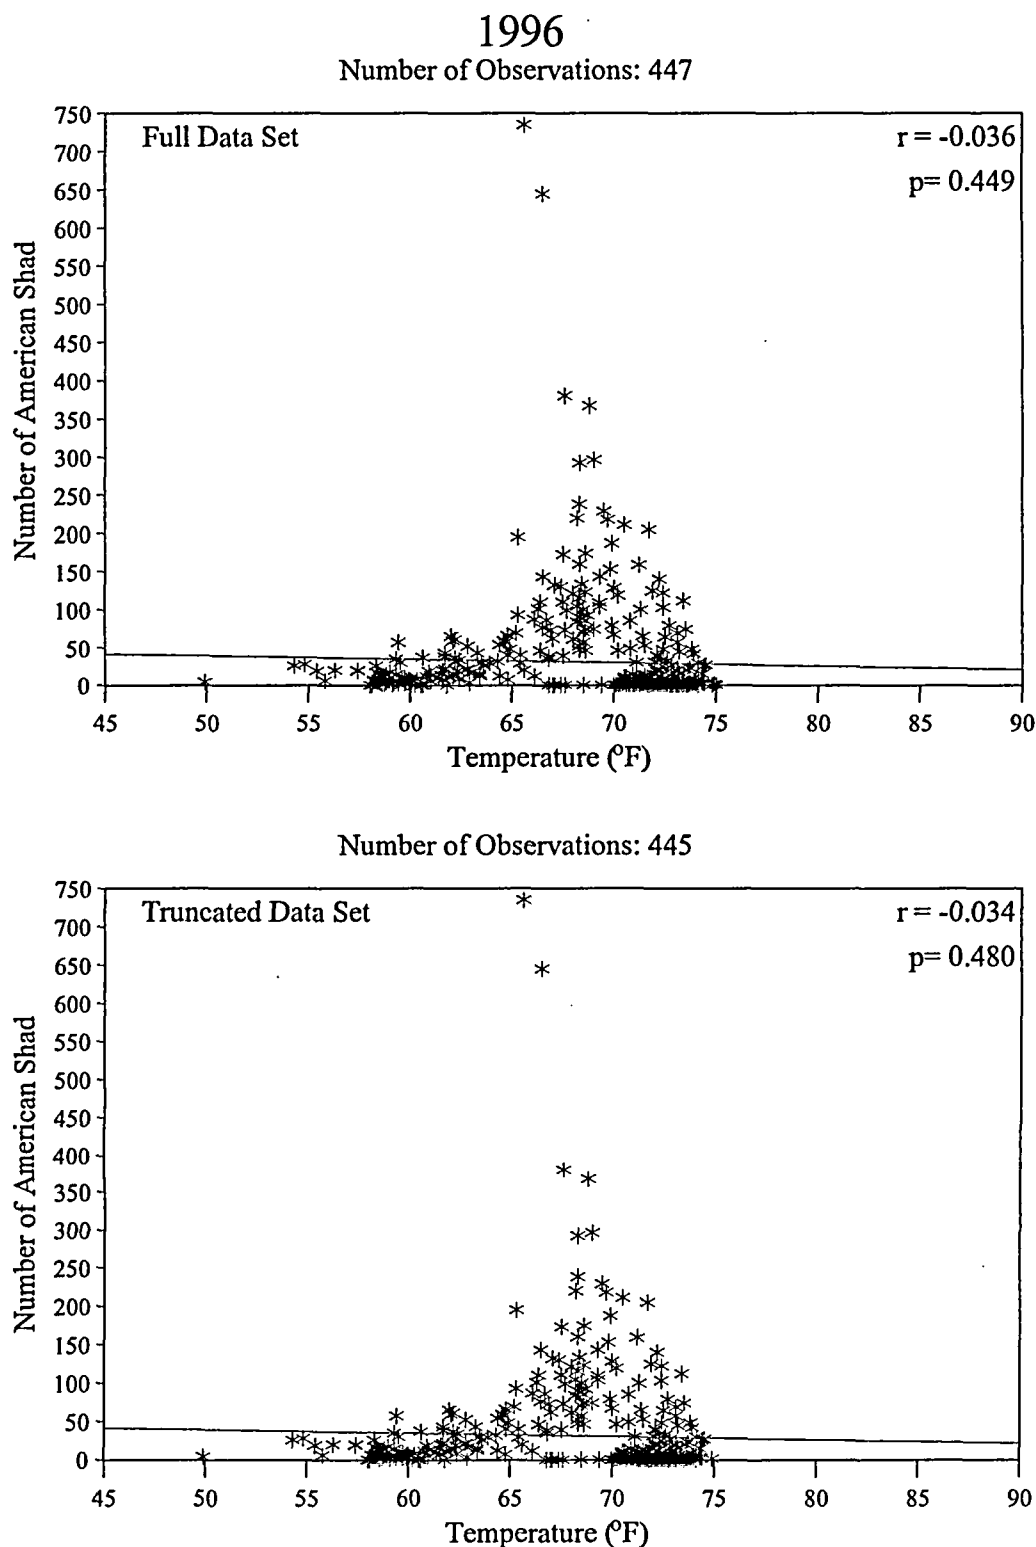 1996
Number of Observations: 447
750
700
650
600
550
500
450
400
350
300
250
200
150
100
50
0
Full Data Set
r = -0.036
p= 0.449
Number of American Shad
45 50 55 60 65 70 75 80 85 90
Temperature (°F)
Number of Observations: 445
750
700
650
600
550
500
450
400
350
300
250
200
150
100
50
0
Truncated Data Set
r = -0.034
p= 0.480
Number of American Shad
45 50 55 60 65 70 75 80 85 90
Temperature (°F)